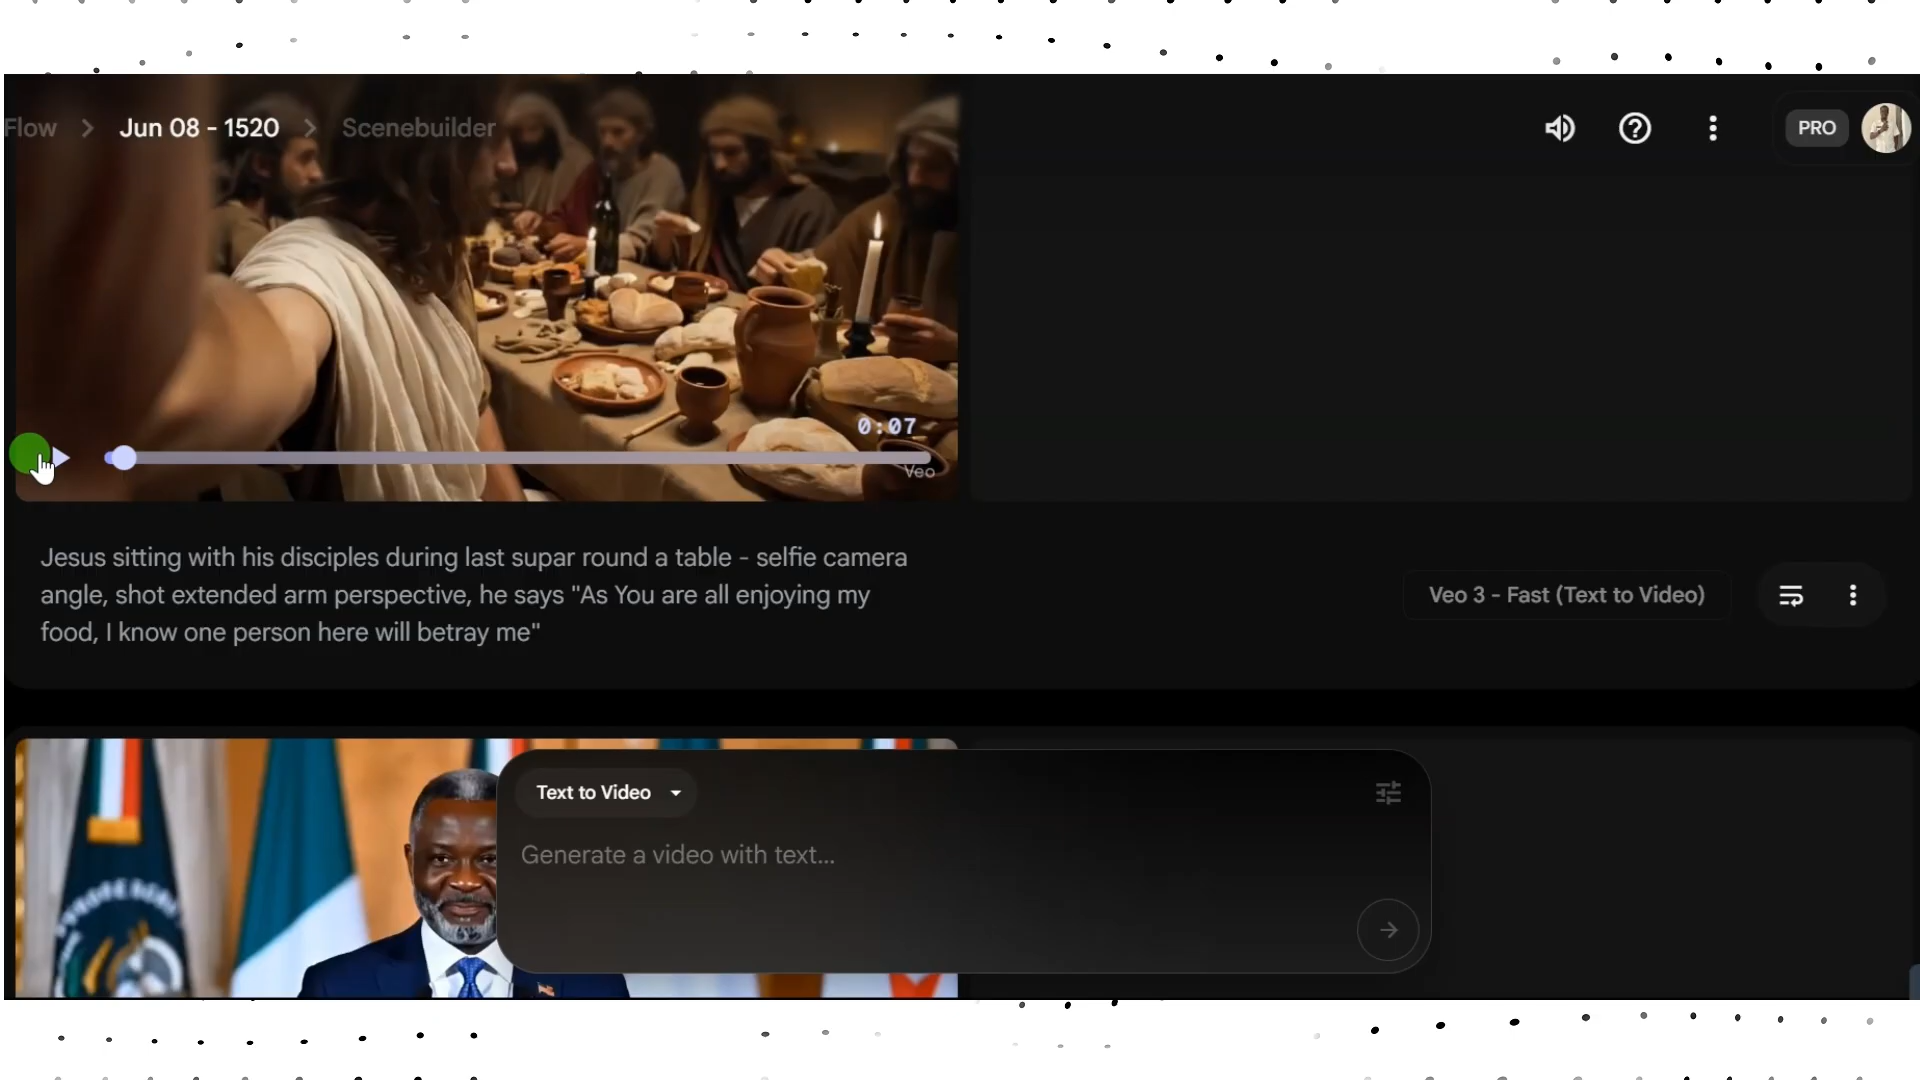 Flow > Jun 08 - 1520 > Scenebuilder
PRO
0:07
Veo
Jesus sitting with his disciples during last supar round a table - selfie camera
angle, shot extended arm perspective, he says "As You are all enjoying my
food, I know one person here will betray me"
Veo 3 - Fast (Text to Video)
Text to Video
Generate a video with text...